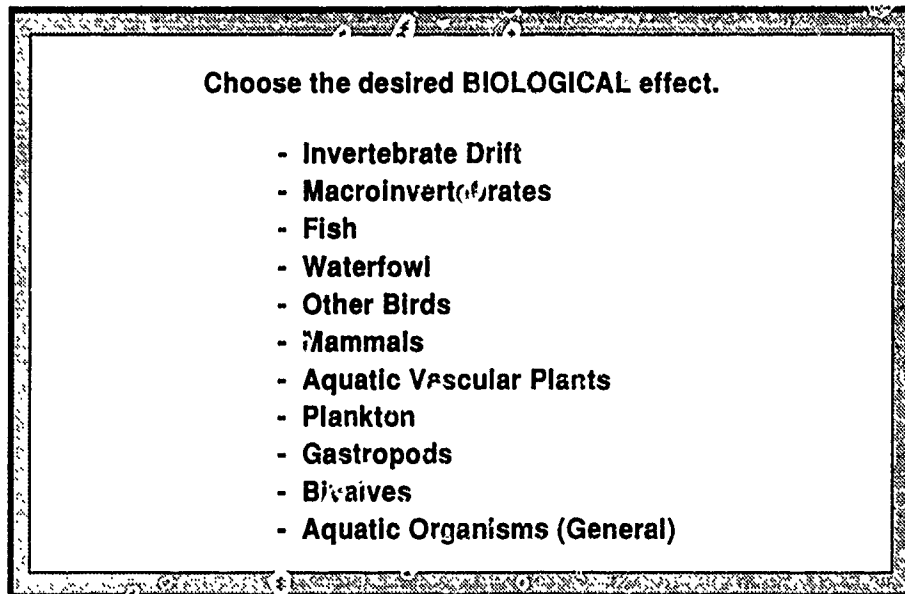 Choose the desired BIOLOGICAL effect.
- Invertebrate Drift
- Macroinvertebrates
- Fish
- Waterfowl
- Other Birds
- Mammals
- Aquatic Vascular Plants
- Plankton
- Gastropods
- Bivalves
- Aquatic Organisms (General)